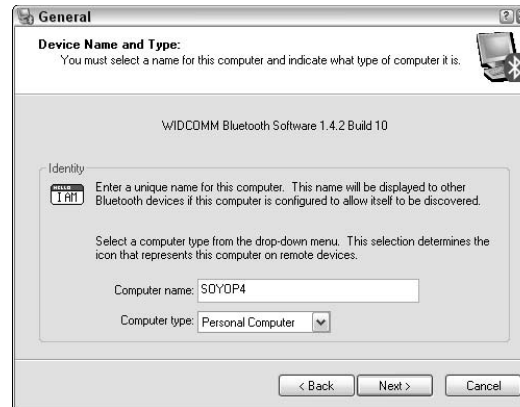 General
Device Name and Type:
You must select a name for this computer and indicate what type of computer it is.
WIDCOMM Bluetooth Software 1.4.2 Build 10
Identity
HELLO
I AM
Enter a unique name for this computer. This name will be displayed to other
Bluetooth devices if this computer is configured to allow itself to be discovered.
Select a computer type from the drop-down menu. This selection determines the
icon that represents this computer on remote devices.
Computer name: SOYOP4
Computer type: Personal Computer
< Back Next > Cancel